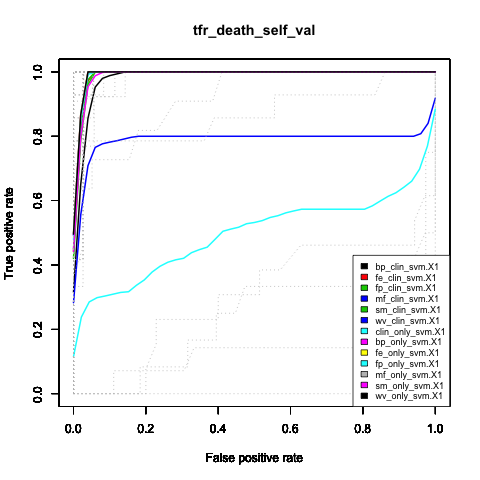 tfr_death_self_val
True positive rate
1.0
0.8
0.6
0.4
0.2
0.0
bp_clin_svm.X1
fe_clin_svm.X1
fp_clin_svm.X1
mf_clin_svm.X1
sm_clin_svm.X1
wv_clin_svm.X1
clin_only_svm.X1
bp_only_svm.X1
fe_only_svm.X1
fp_only_svm.X1
mf_only_svm.X1
sm_only_svm.X1
wv_only_svm.X1
0.0 0.2 0.4 0.6 0.8 1.0
False positive rate